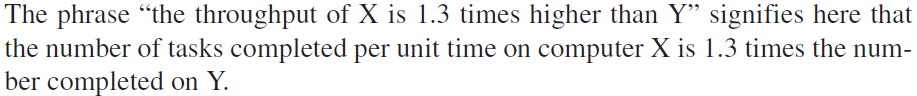 The phrase “the throughput of X is 1.3 times higher than Y” signifies here that
the number of tasks completed per unit time on computer X is 1.3 times the num-
ber completed on Y.